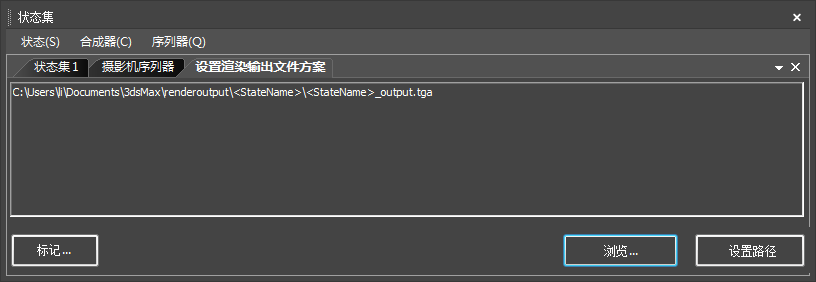 状态集
状态(S) 合成器(C) 序列器(Q)
状态集1 摄影机序列器 设置渲染输出文件方案
C:\Users\li\Documents\3dsMax\renderoutput\<StateName>\<StateName>_output.tga
标记... 浏览... 设置路径